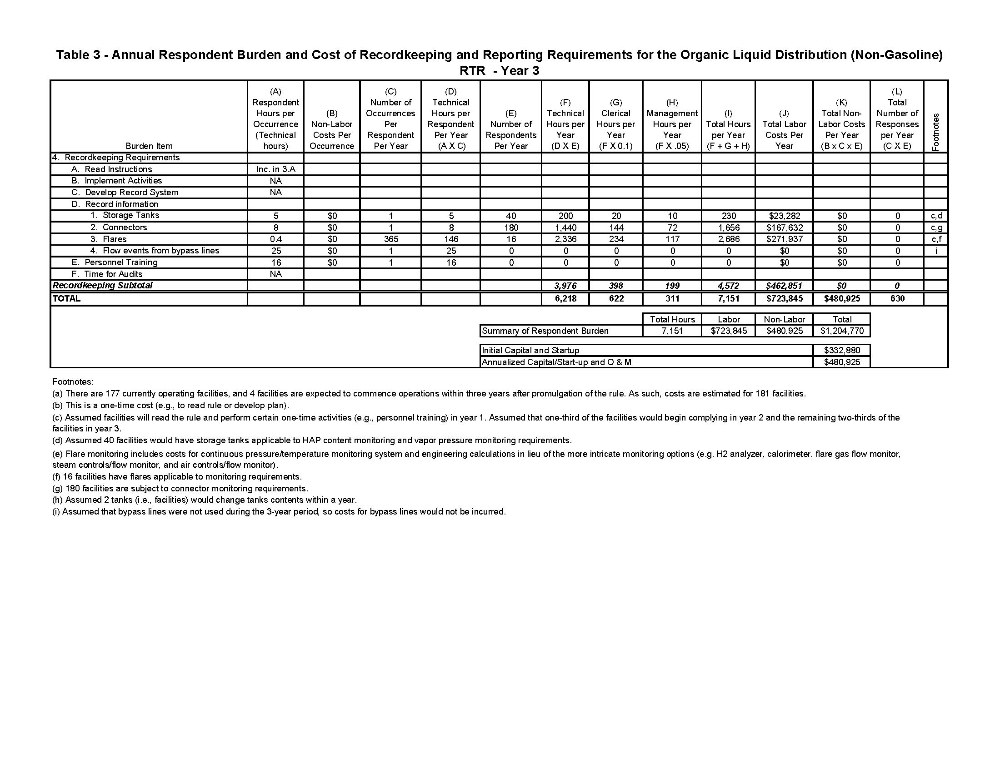 Table 3 - Annual Respondent Burden and Cost of Recordkeeping and Reporting Requirements for the Organic Liquid Distribution (Non-Gasoline)
RTR - Year 3
Burden Item (A) Respondent Hours per Occurrence (Technical hours) (B) Non-Labor Costs Per Occurrence (C) Number of Occurrences Per Respondent Per Year (D) Technical Hours per Respondent Per Year (A X C) (E) Number of Respondents Per Year (F) Technical Hours per Year (D X E) (G) Clerical Hours per Year (F X 0.1) (H) Management Hours per Year (F X .05) (I) Total Hours per Year (F + G + H) (J) Total Labor Costs Per Year (K) Total Non-Labor Costs Per Year (B x C x E) (L) Total Number of Responses per Year (C X E) Footnotes
4. Recordkeeping Requirements
A. Read Instructions Inc. in 3.A
B. Implement Activities NA
C. Develop Record System NA
D. Record information
1. Storage Tanks 5 $0 1 5 40 200 20 10 230 $23,282 $0 0 c,d
2. Connectors 8 $0 1 8 180 1,440 144 72 1,656 $167,632 $0 0 c,g
3. Flares 0.4 $0 365 146 16 2,336 234 117 2,686 $271,937 $0 0 c,f
4. Flow events from bypass lines 25 $0 1 25 0 0 0 0 0 $0 $0 0 i
E. Personnel Training 16 $0 1 16 0 0 0 0 0 $0 $0 0
F. Time for Audits NA
Recordkeeping Subtotal 3,976 398 199 4,572 $462,851 $0 0
TOTAL 6,218 622 311 7,151 $723,845 $480,925 630
Total Hours Labor Non-Labor Total
Summary of Respondent Burden 7,151 $723,845 $480,925 $1,204,770
Initial Capital and Startup $332,880
Annualized Capital/Start-up and O & M $480,925
Footnotes:
(a) There are 177 currently operating facilities, and 4 facilities are expected to commence operations within three years after promulgation of the rule. As such, costs are estimated for 181 facilities.
(b) This is a one-time cost (e.g., to read rule or develop plan).
(c) Assumed facilities will read the rule and perform certain one-time activities (e.g., personnel training) in year 1. Assumed that one-third of the facilities would begin complying in year 2 and the remaining two-thirds of the
facilities in year 3.
(d) Assumed 40 facilities would have storage tanks applicable to HAP content monitoring and vapor pressure monitoring requirements.
(e) Flare monitoring includes costs for continuous pressure/temperature monitoring system and engineering calculations in lieu of the more intricate monitoring options (e.g. H2 analyzer, calorimeter, flare gas flow monitor,
steam controls/flow monitor, and air controls/flow monitor).
(f) 16 facilities have flares applicable to monitoring requirements.
(g) 180 facilities are subject to connector monitoring requirements.
(h) Assumed 2 tanks (i.e., facilities) would change tanks contents within a year.
(i) Assumed that bypass lines were not used during the 3-year period, so costs for bypass lines would not be incurred.